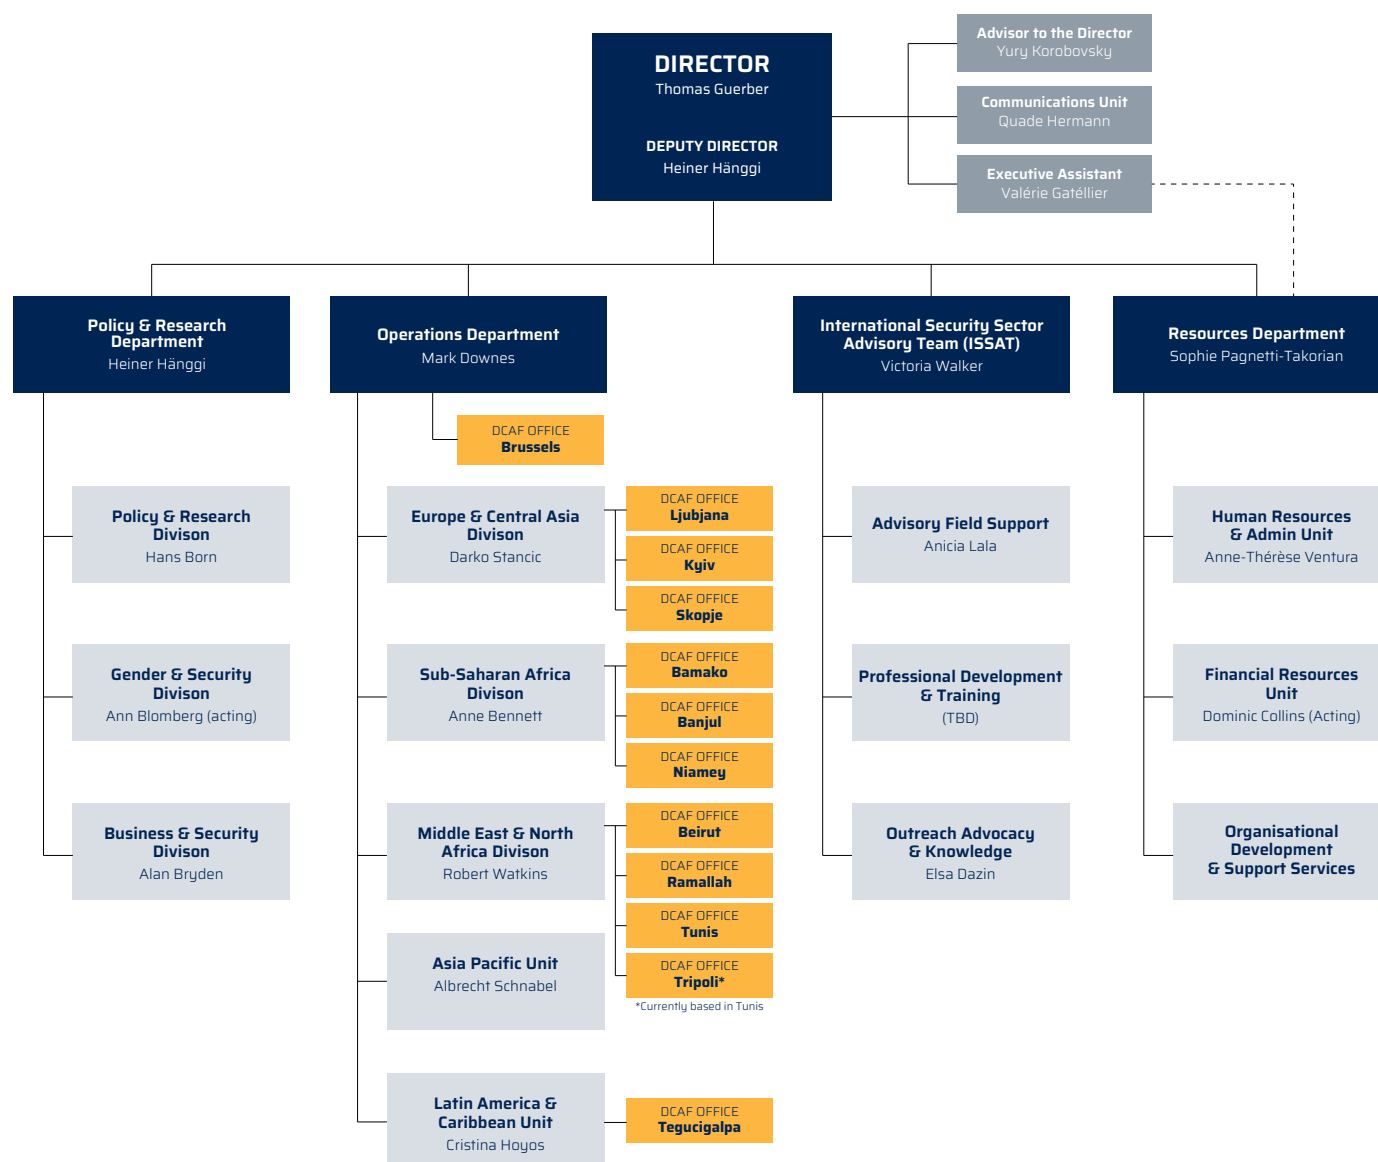 DIRECTOR
Thomas Guerber
DEPUTY DIRECTOR
Heiner Hänggi
Advisor to the Director
Yury Korobovsky
Communications Unit
Quade Hermann
Executive Assistant
Valérie Gatéllier
Policy & Research
Department
Heiner Hänggi
Operations Department
Mark Downes
International Security Sector
Advisory Team (ISSAT)
Victoria Walker
Resources Department
Sophie Pagnetti-Takorian
DCAF OFFICE
Brussels
Policy & Research
Divison
Hans Born
Gender & Security
Divison
Ann Blomberg (acting)
Business & Security
Divison
Alan Bryden
Europe & Central Asia
Divison
Darko Stancic
DCAF OFFICE
Ljubjana
DCAF OFFICE
Kyiv
DCAF OFFICE
Skopje
Sub-Saharan Africa
Divison
Anne Bennett
DCAF OFFICE
Bamako
DCAF OFFICE
Banjul
DCAF OFFICE
Niamey
Middle East & North
Africa Divison
Robert Watkins
DCAF OFFICE
Beirut
DCAF OFFICE
Ramallah
DCAF OFFICE
Tunis
DCAF OFFICE
Tripoli*
*Currently based in Tunis
Asia Pacific Unit
Albrecht Schnabel
Latin America &
Caribbean Unit
Cristina Hoyos
DCAF OFFICE
Tegucigalpa
Advisory Field Support
Anicia Lala
Professional Development
& Training
(TBD)
Outreach Advocacy
& Knowledge
Elsa Dazin
Human Resources
& Admin Unit
Anne-Thérèse Ventura
Financial Resources
Unit
Dominic Collins (Acting)
Organisational
Development
& Support Services